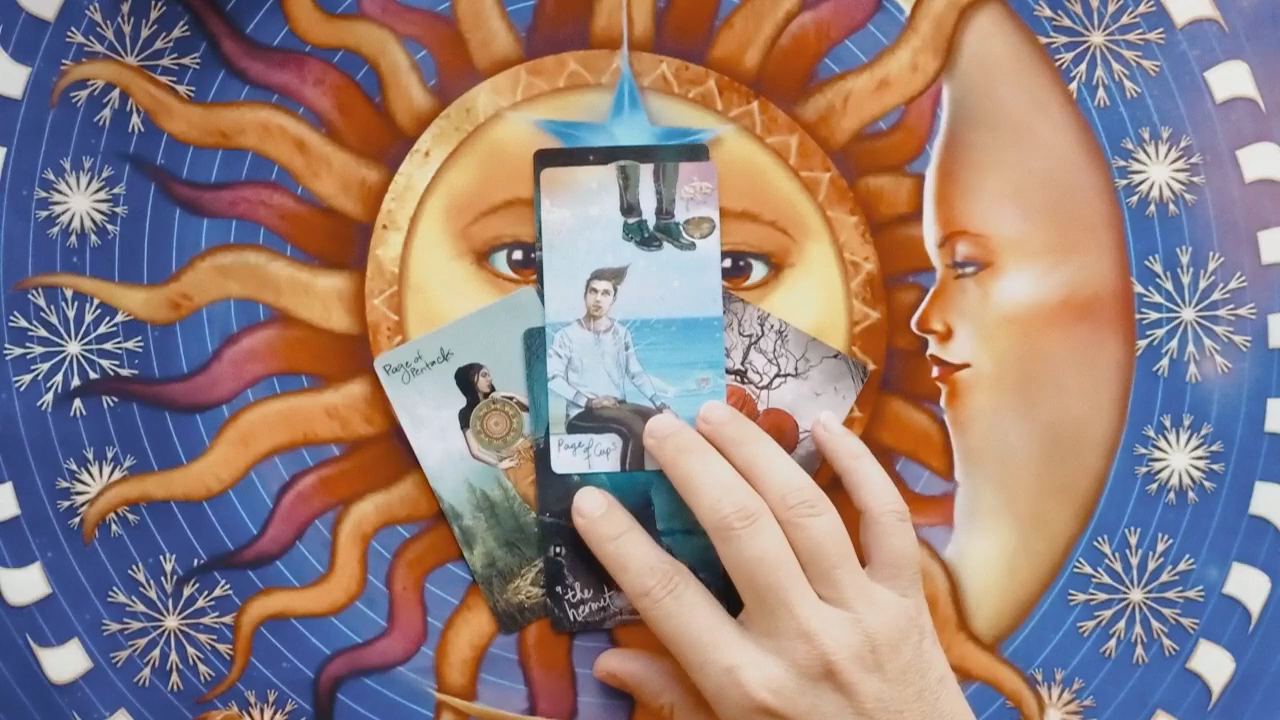 Page of
Pentacles
Page
of Cups
9. the
hermit